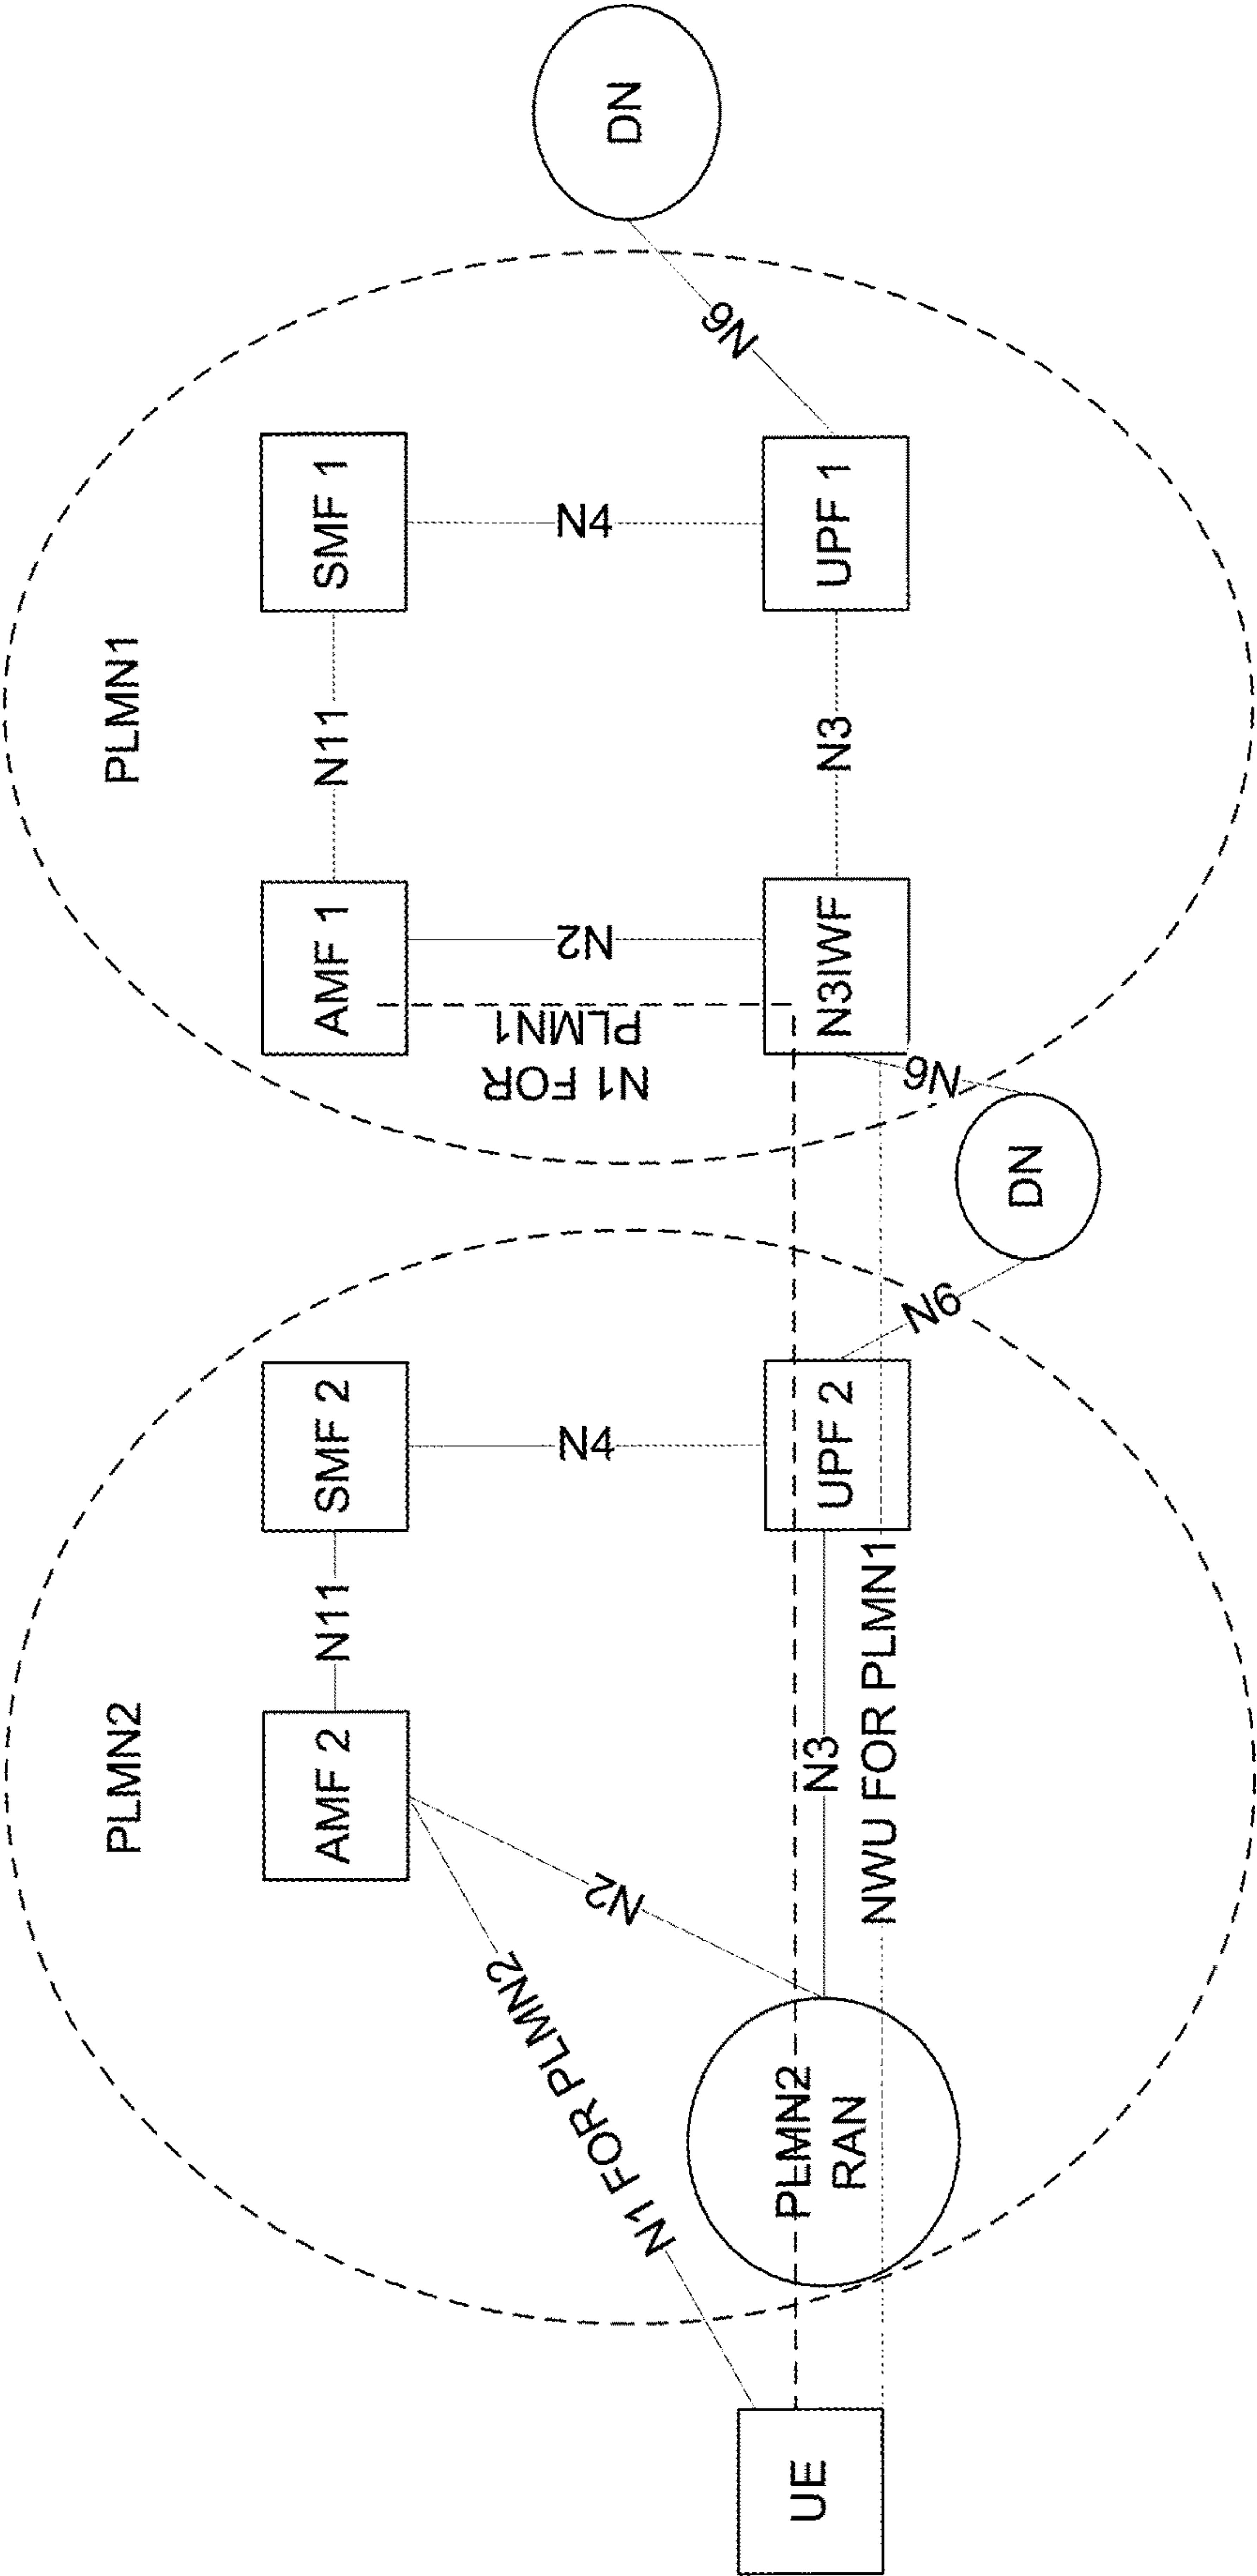 PLMN2
PLMN1
AMF 2
N11
SMF 2
AMF 1
N11
SMF 1
N1 FOR PLMN2
N2
N4
N1 FOR
PLMN1
N2
N4
UE
PLMN2
RAN
N3
UPF 2
N3IWF
N3
UPF 1
NWU FOR PLMN1
N6
N6
N6
DN
DN